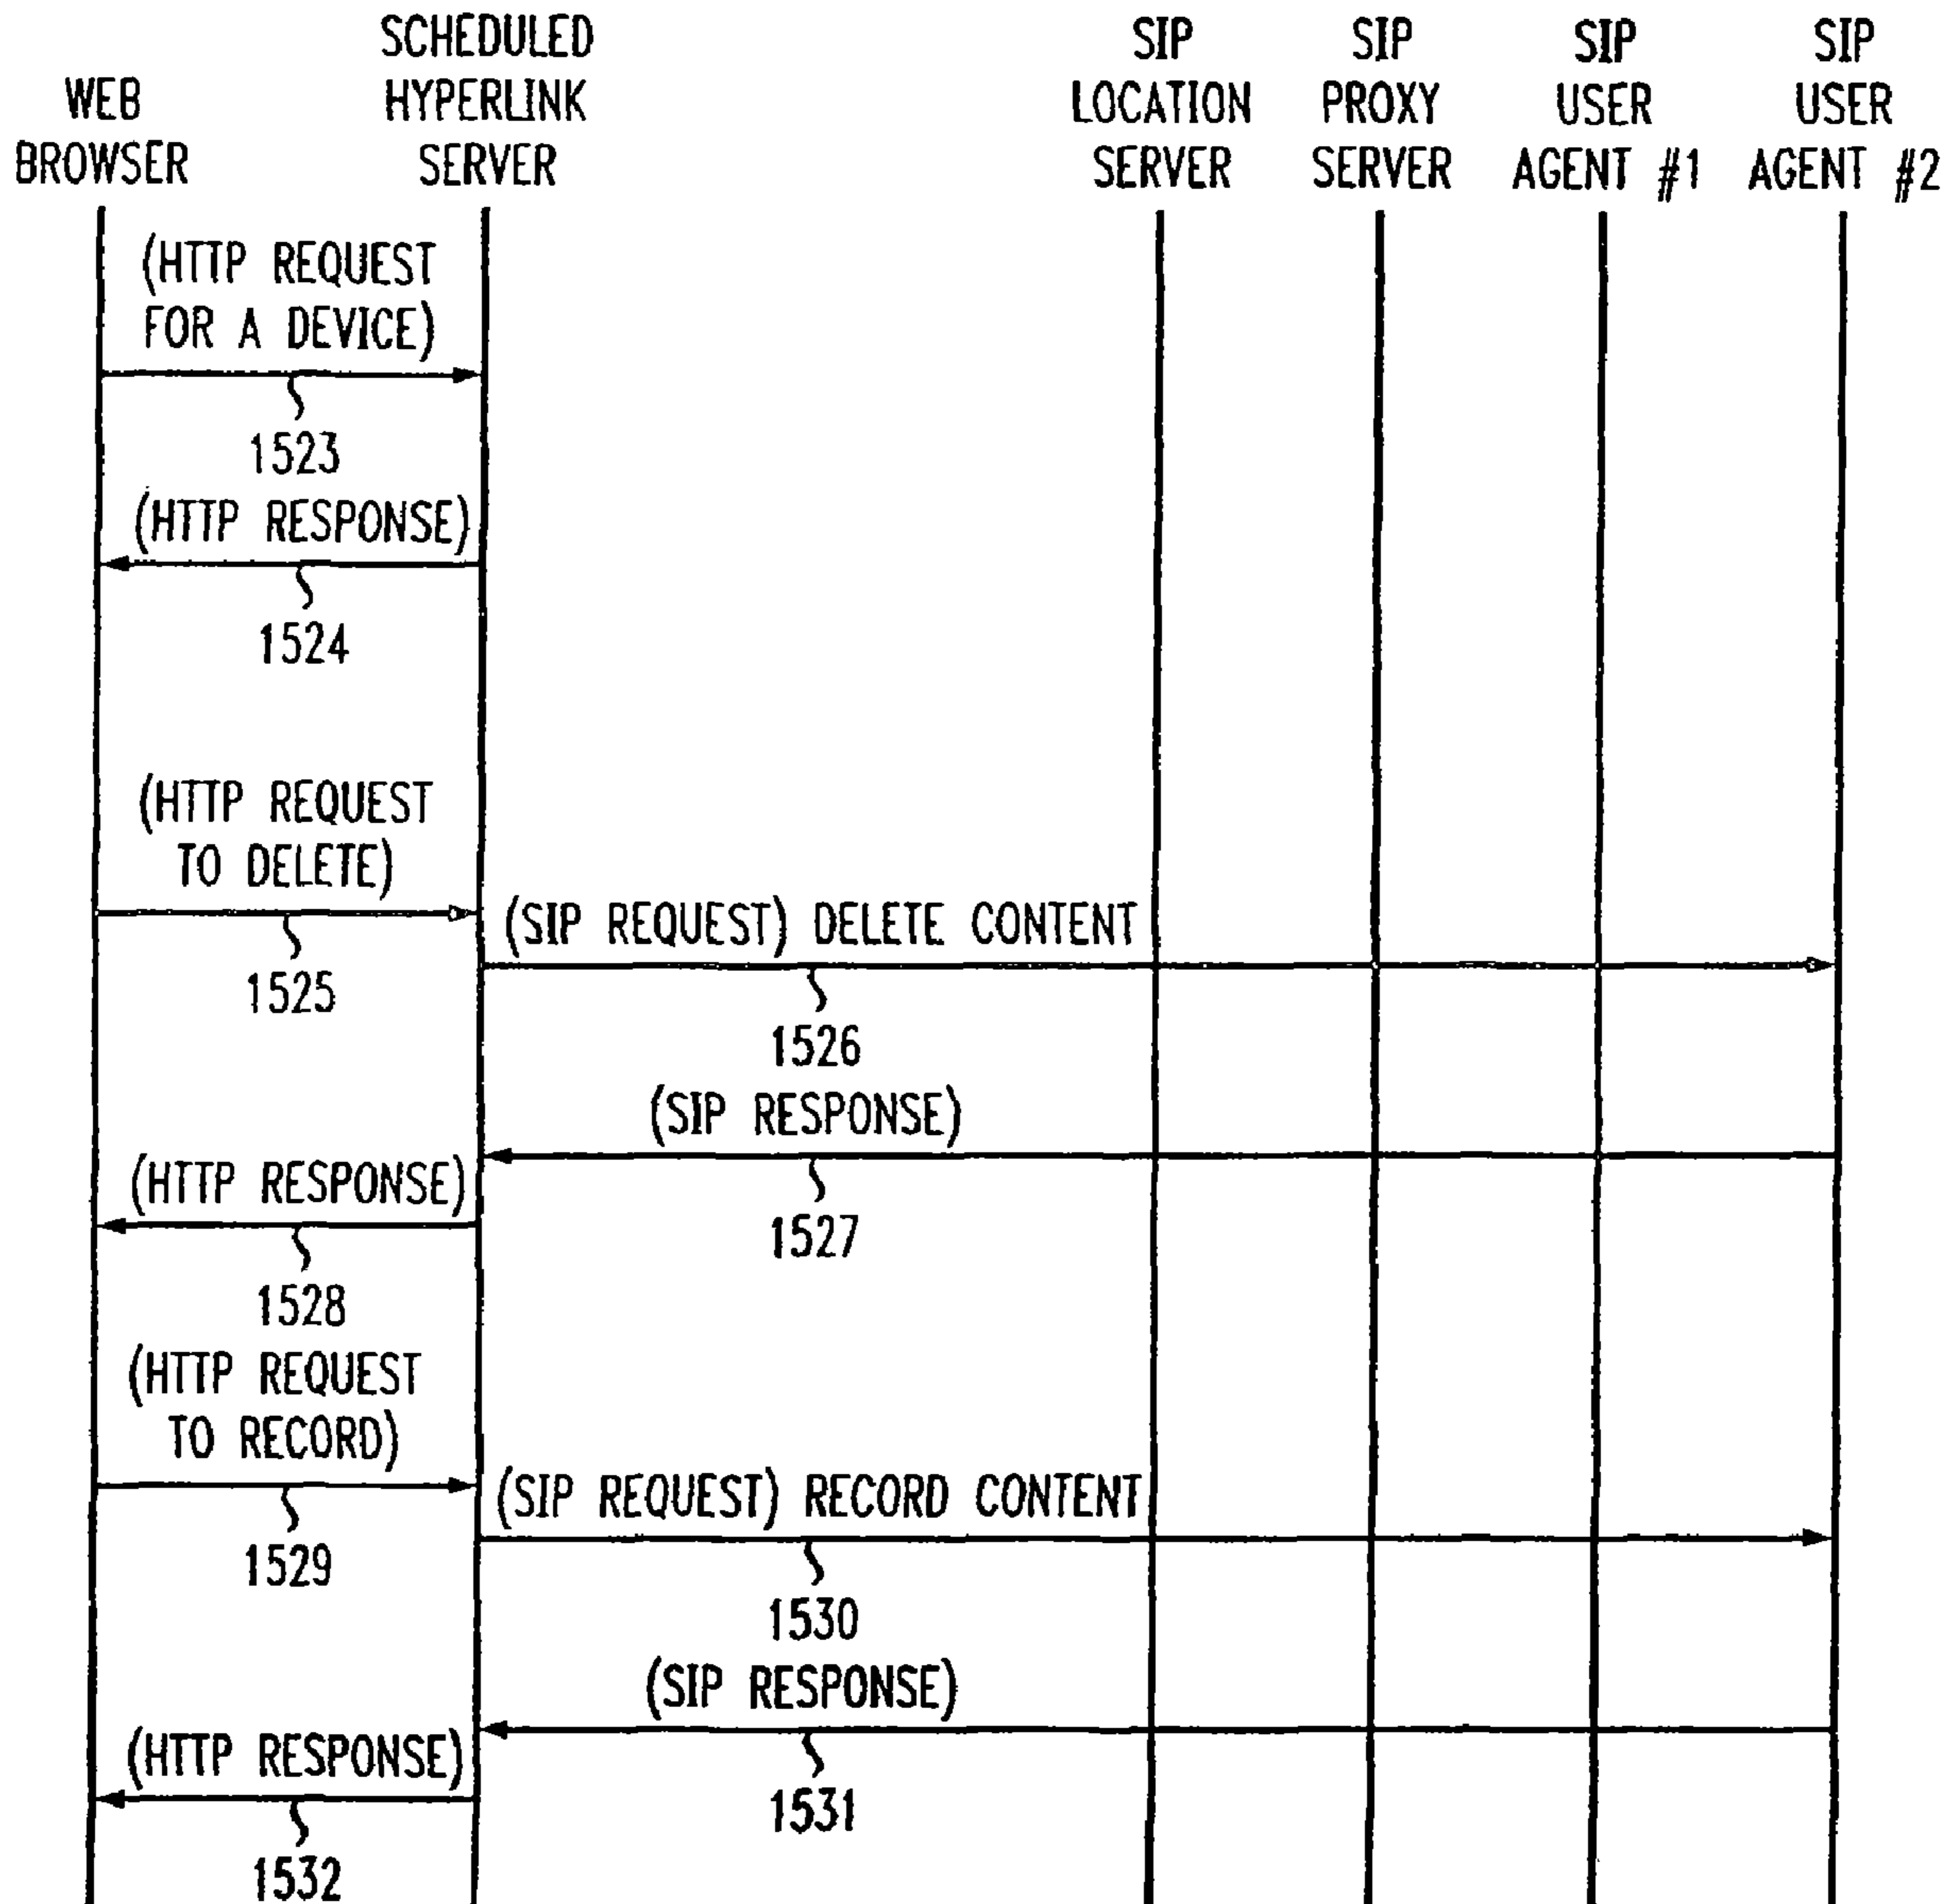 WEB
BROWSER
SCHEDULED
HYPERLINK
SERVER
SIP
LOCATION
SERVER
SIP
PROXY
SERVER
SIP
USER
AGENT #1
SIP
USER
AGENT #2
(HTTP REQUEST
FOR A DEVICE)
1523
(HTTP RESPONSE)
1524
(HTTP REQUEST
TO DELETE)
1525
(SIP REQUEST) DELETE CONTENT
1526
(SIP RESPONSE)
1527
(HTTP RESPONSE)
1528
(HTTP REQUEST
TO RECORD)
1529
(SIP REQUEST) RECORD CONTENT
1530
(SIP RESPONSE)
1531
(HTTP RESPONSE)
1532